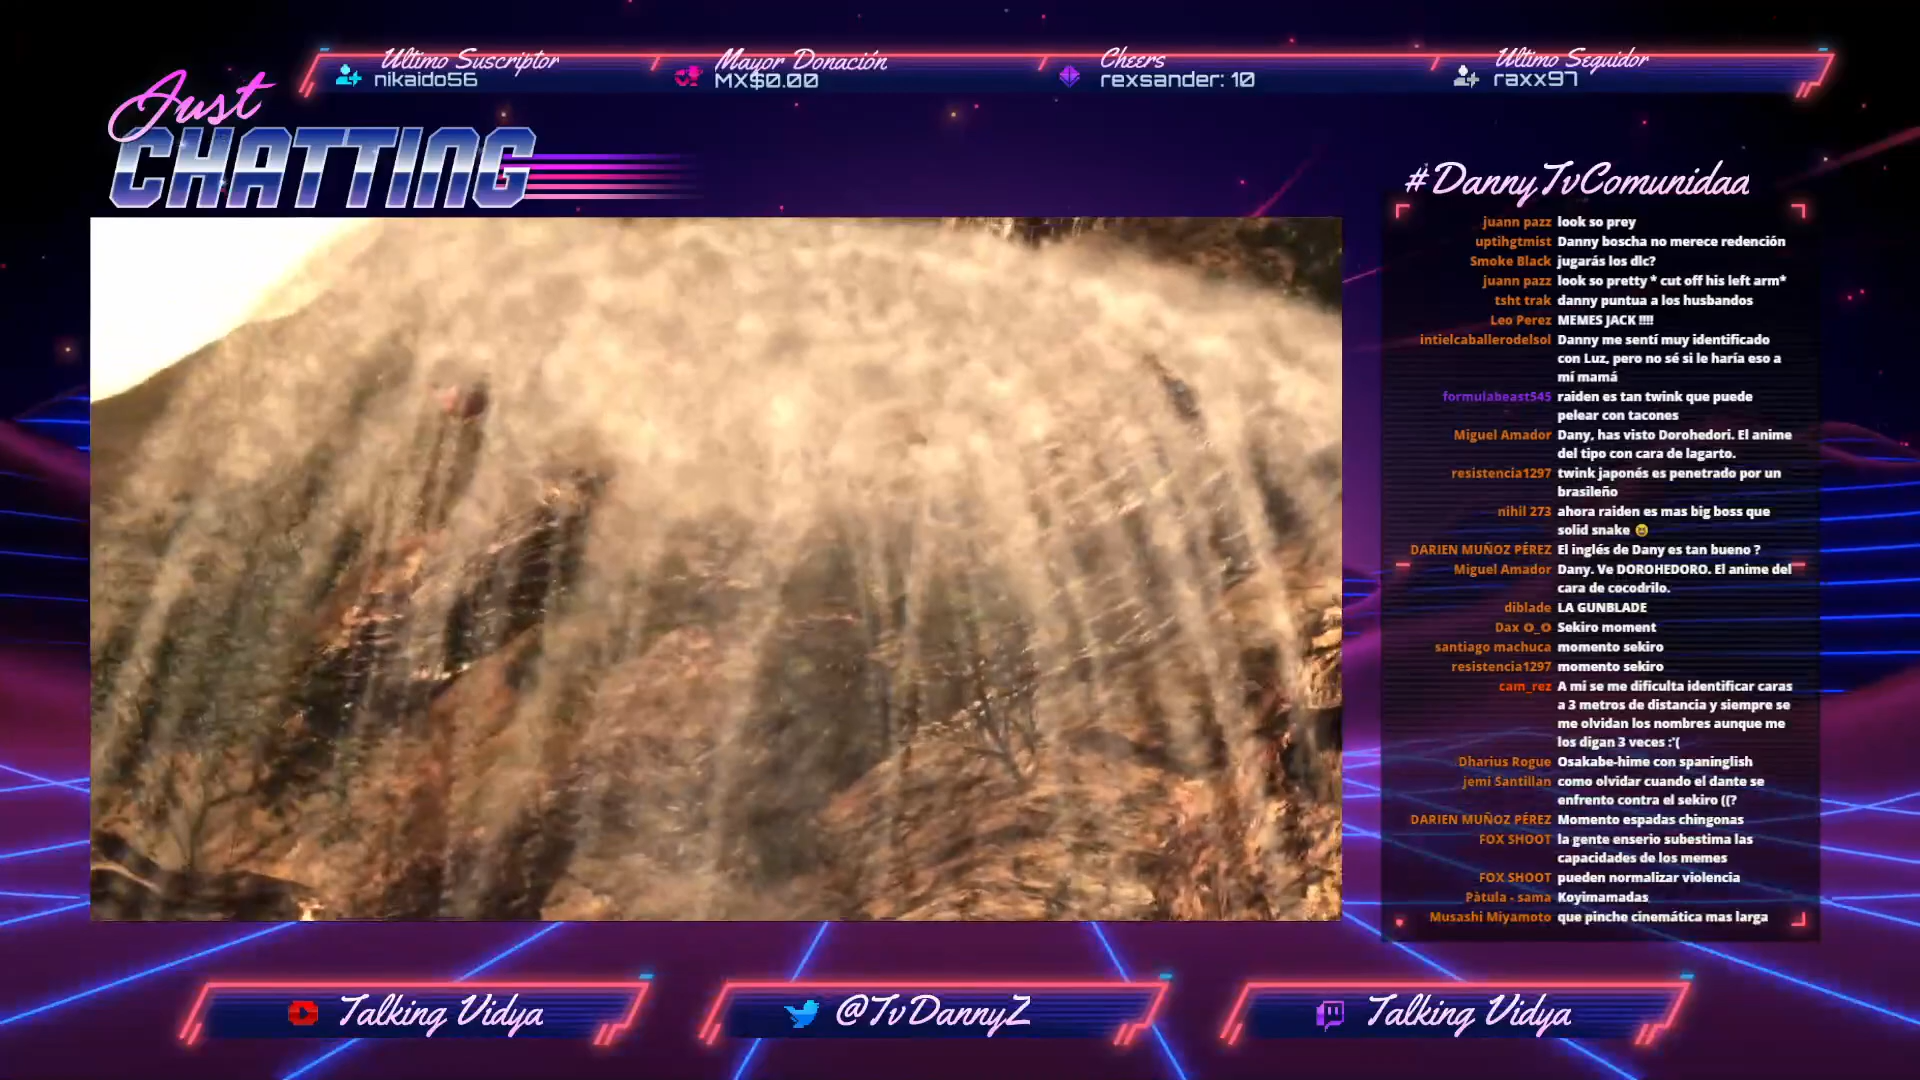 Ultimo Suscriptor
nikaido56
Mayor Donación
MX$0.00
Cheers
rexsander: 10
Ultimo Seguidor
raxx97
Just
CHATTING
#DannyTvComunidad
juann pazz look so prey
uptihgtmist Danny boscha no merece redención
Smoke Black jugarás los dlc?
juann pazz look so pretty * cut off his left arm*
tsht trak danny puntua a los husbandos
Leo Perez MEMES JACK !!!!
intielcaballerodelsol Danny me sentí muy identificado
con Luz, pero no sé si le haría eso a
mí mamá
formulabeast545 raiden es tan twink que puede
pelear con tacones
Miguel Amador Dany, has visto Dorohedori. El anime
del tipo con cara de lagarto.
resistencia1297 twink japonés es penetrado por un
brasileño
nihil 273 ahora raiden es mas big boss que
solid snake 😆
DARIEN MUÑOZ PÉREZ El inglés de Dany es tan bueno ?
Miguel Amador Dany. Ve DOROHEDORO. El anime del
cara de cocodrilo.
diblade LA GUNBLADE
Dax O_O Sekiro moment
santiago machuca momento sekiro
resistencia1297 momento sekiro
cam_rez A mi se me dificulta identificar caras
a 3 metros de distancia y siempre se
me olvidan los nombres aunque me
los digan 3 veces :'(
Dharius Rogue Osakabe-hime con spaninglish
jemi Santillan como olvidar cuando el dante se
enfrento contra el sekiro ((?
DARIEN MUÑOZ PÉREZ Momento espadas chingonas
FOX SHOOT la gente enserio subestima las
capacidades de los memes
FOX SHOOT pueden normalizar violencia
Pàtula - sama Koyimamadas
Musashi Miyamoto que pinche cinemática mas larga
Talking Vidya
@TvDannyZ
Talking Vidya